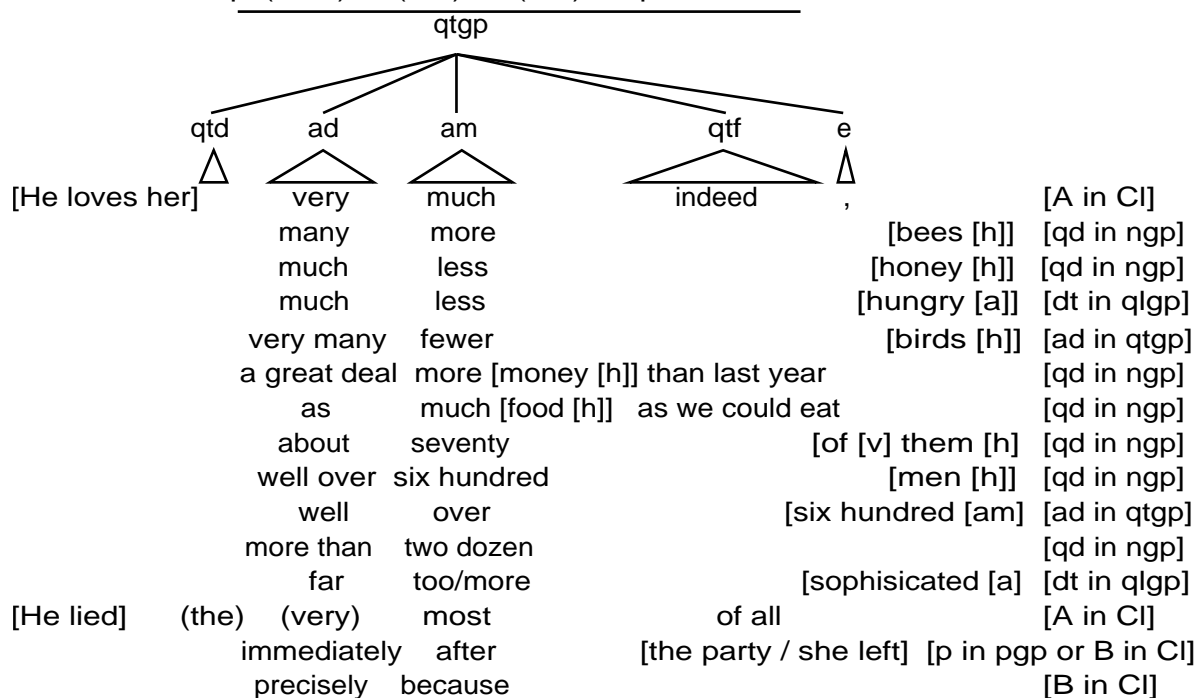 qtgp
qtd ad am qtf e
[He loves her] very much indeed , [A in Cl]
many more [bees [h]] [qd in ngp]
much less [honey [h]] [qd in ngp]
much less [hungry [a]] [dt in qlgp]
very many fewer [birds [h]] [ad in qtgp]
a great deal more [money [h]] than last year [qd in ngp]
as much [food [h]] as we could eat [qd in ngp]
about seventy [of [v] them [h] [qd in ngp]
well over six hundred [men [h]] [qd in ngp]
well over [six hundred [am] [ad in qtgp]
more than two dozen [qd in ngp]
far too/more [sophisicated [a] [dt in qlgp]
[He lied] (the) (very) most of all [A in Cl]
immediately after [the party / she left] [p in pgp or B in Cl]
precisely because [B in Cl]